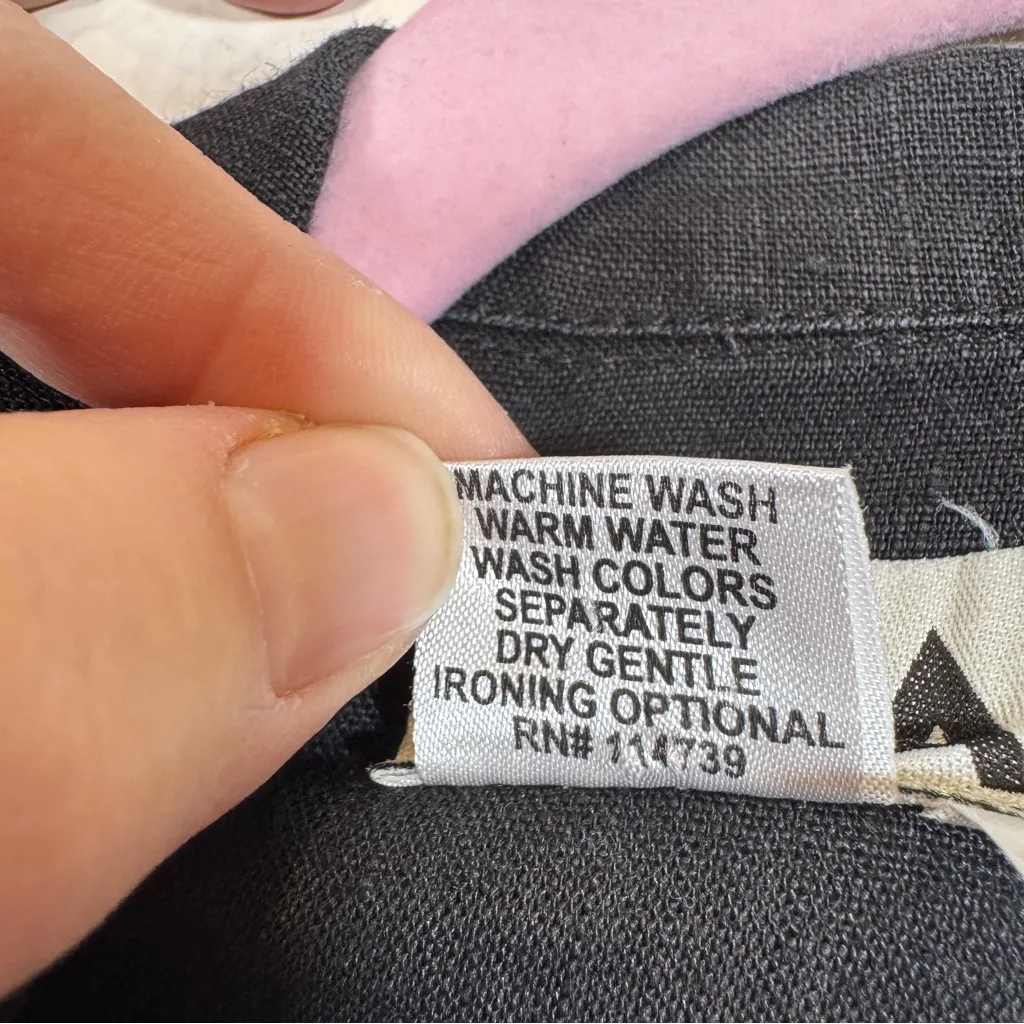 MACHINE WASH
WARM WATER
WASH COLORS
SEPARATELY
DRY GENTLE
IRONING OPTIONAL
RN# 114739